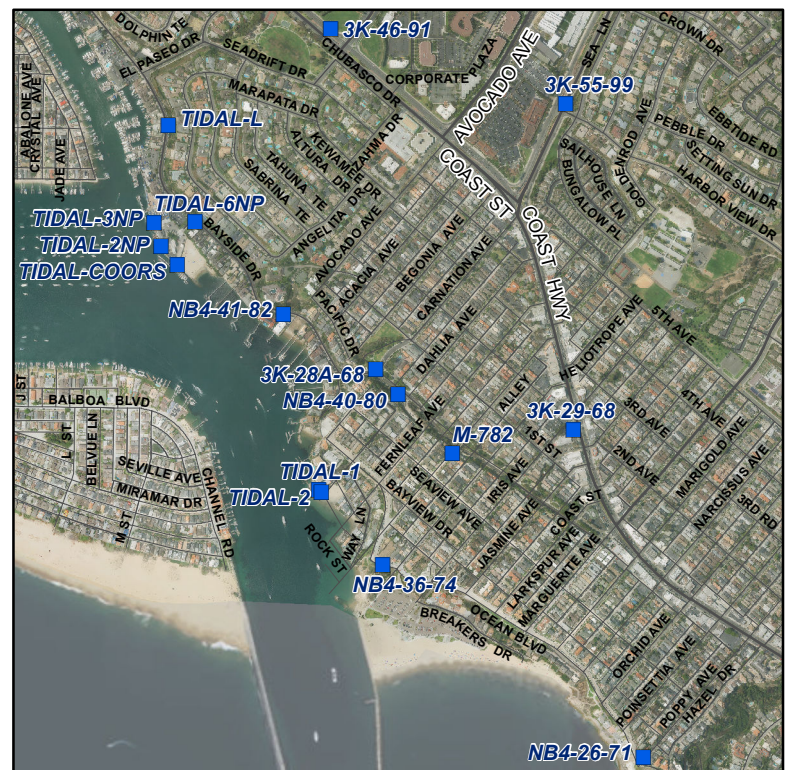 DOLPHIN TE
CROWN DR
3K-46-91
EL PASEO DR
SEADRIFT DR
CHUBASCO DR
PLAZA
CORPORATE
AVOCADO AVE
SEA LN
3K-55-99
MARAPATA DR
TIDAL-L
EBBTIDE RD
PEBBLE DR
GOLDENROD AVE
SETTING SUN DR
HARBOR VIEW DR
SAILHOUSE LN
BUNGALOW PL
ABALONE AVE
CRYSTAL AVE
JADE AVE
KEWAMEE DR
ZAHMA DR
ALTURA DR
TAHUNA TE
SABRINA TE
ANGELITA DR
COAST ST
COAST HWY
TIDAL-6NP
TIDAL-3NP
TIDAL-2NP
TIDAL-COORS
BAYSIDE DR
AVOCADO AVE
ACACIA AVE
BEGONIA AVE
CARNATION AVE
PACIFIC DR
NB4-41-82
DAHLIA AVE
HELIOTROPE AVE
5TH AVE
4TH AVE
3RD AVE
2ND AVE
ALLEY
1ST ST
3K-28A-68
NB4-40-80
3K-29-68
M-782
FERNLEAF AVE
J ST
BALBOA BLVD
L ST
BELVUE LN
SEVILLE AVE
MIRAMAR DR
M ST
CHANNEL RD
TIDAL-1
TIDAL-2
SEAVIEW AVE
BAYVIEW DR
IRIS AVE
JASMINE AVE
COAST ST
MARIGOLD AVE
NARCISSUS AVE
3RD RD
ROCK ST
WAY LN
LARKSPUR AVE
MARGUERITE AVE
NB4-36-74
BREAKERS DR
OCEAN BLVD
ORCHID AVE
POINSETTIA AVE
POPPY AVE
HAZEL DR
NB4-26-71